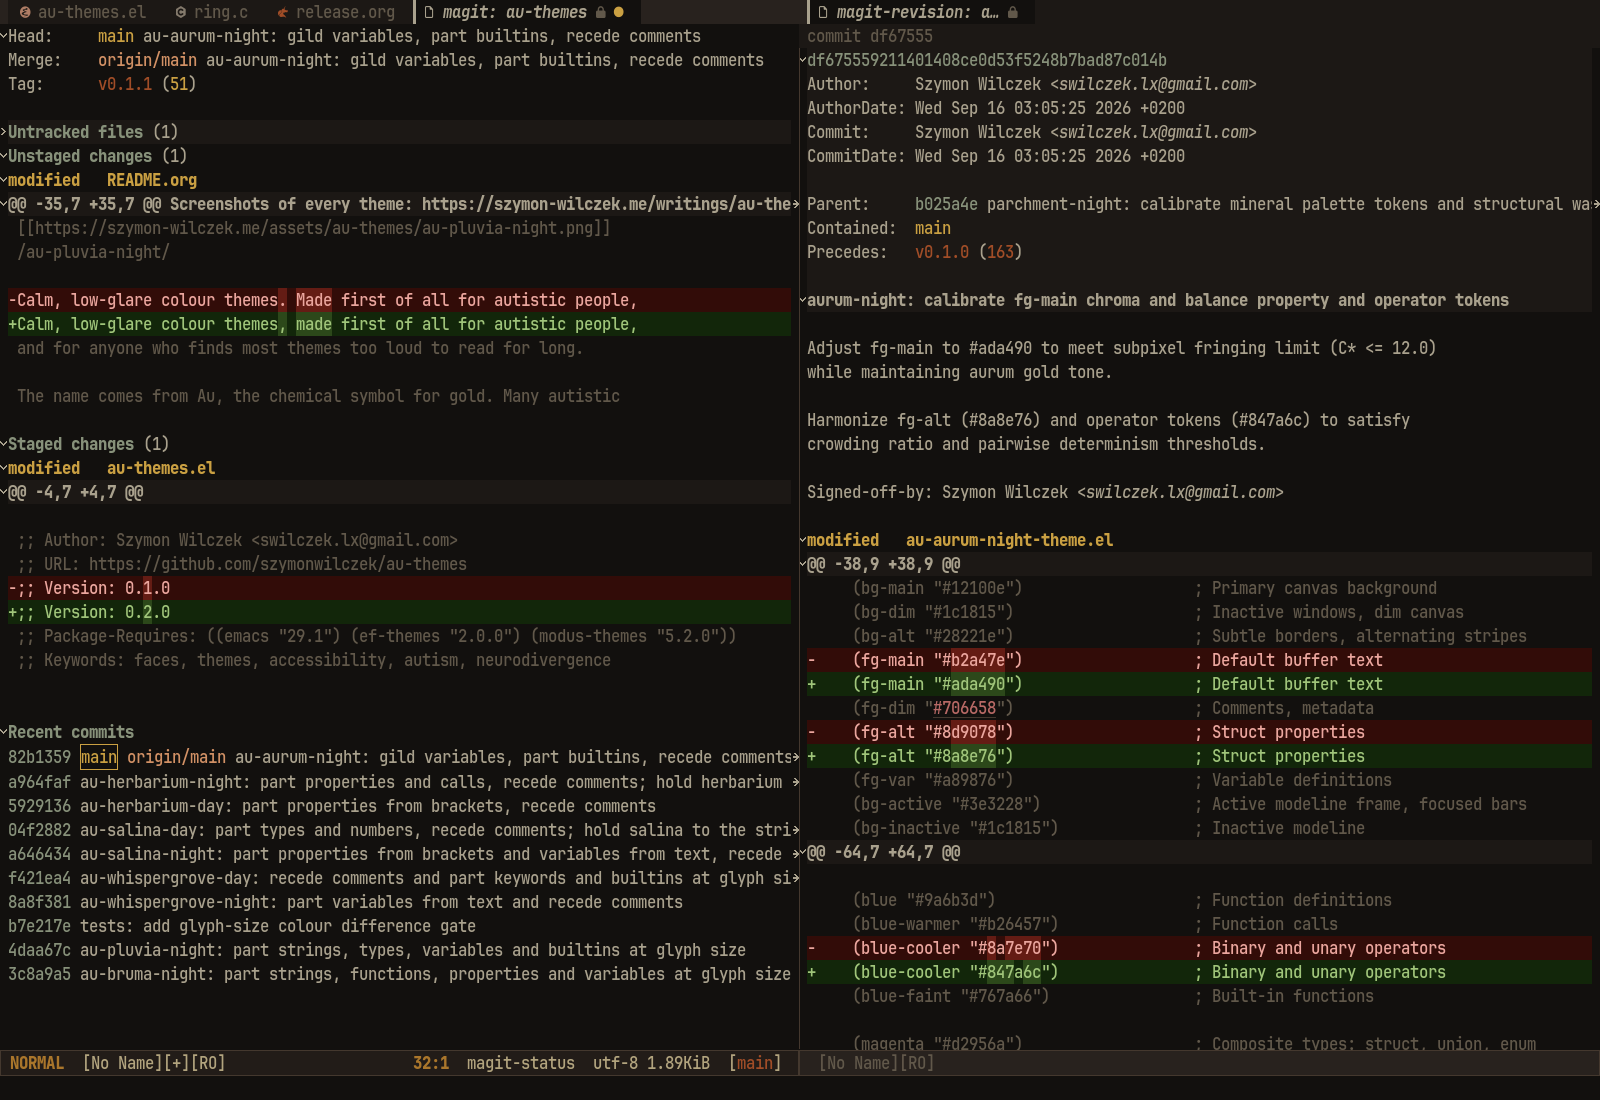 au-themes.el
ring.c
release.org
magit: au-themes
Head:     main au-aurum-night: gild variables, part builtins, recede comments
Merge:    origin/main au-aurum-night: gild variables, part builtins, recede comments
Tag:      v0.1.1 (51)
Untracked files (1)
Unstaged changes (1)
modified   README.org
@@ -35,7 +35,7 @@ Screenshots of every theme: https://szymon-wilczek.me/writings/au-the
[[https://szymon-wilczek.me/assets/au-themes/au-pluvia-night.png]]
/au-pluvia-night/
-Calm, low-glare colour themes. Made first of all for autistic people,
+Calm, low-glare colour themes, made first of all for autistic people,
and for anyone who finds most themes too loud to read for long.
The name comes from Au, the chemical symbol for gold. Many autistic
Staged changes (1)
modified   au-themes.el
@@ -4,7 +4,7 @@
;; Author: Szymon Wilczek <swilczek.lx@gmail.com>
;; URL: https://github.com/szymonwilczek/au-themes
-;; Version: 0.1.0
+;; Version: 0.2.0
;; Package-Requires: ((emacs "29.1") (ef-themes "2.0.0") (modus-themes "5.2.0"))
;; Keywords: faces, themes, accessibility, autism, neurodivergence
Recent commits
82b1359 main origin/main au-aurum-night: gild variables, part builtins, recede comments
a964faf au-herbarium-night: part properties and calls, recede comments; hold herbarium
5929136 au-herbarium-day: part properties from brackets, recede comments
04f2882 au-salina-day: part types and numbers, recede comments; hold salina to the stri
a646434 au-salina-night: part properties from brackets and variables from text, recede
f421ea4 au-whispergrove-day: recede comments and part keywords and builtins at glyph si
8a8f381 au-whispergrove-night: part variables from text and recede comments
b7e217e tests: add glyph-size colour difference gate
4daa67c au-pluvia-night: part strings, types, variables and builtins at glyph size
3c8a9a5 au-bruma-night: part strings, functions, properties and variables at glyph size
NORMAL  [No Name][+][RO]  32:1  magit-status  utf-8 1.89KiB  [main]
magit-revision: a…
commit df67555
df675559211401408ce0d53f5248b7bad87c014b
Author:     Szymon Wilczek <swilczek.lx@gmail.com>
AuthorDate: Wed Sep 16 03:05:25 2026 +0200
Commit:     Szymon Wilczek <swilczek.lx@gmail.com>
CommitDate: Wed Sep 16 03:05:25 2026 +0200
Parent:     b025a4e parchment-night: calibrate mineral palette tokens and structural wa
Contained:  main
Precedes:   v0.1.0 (163)
aurum-night: calibrate fg-main chroma and balance property and operator tokens
Adjust fg-main to #ada490 to meet subpixel fringing limit (C* <= 12.0)
while maintaining aurum gold tone.
Harmonize fg-alt (#8a8e76) and operator tokens (#847a6c) to satisfy
crowding ratio and pairwise determinism thresholds.
Signed-off-by: Szymon Wilczek <swilczek.lx@gmail.com>
modified   au-aurum-night-theme.el
@@ -38,9 +38,9 @@
(bg-main "#12100e")                   ; Primary canvas background
(bg-dim "#1c1815")                    ; Inactive windows, dim canvas
(bg-alt "#28221e")                    ; Subtle borders, alternating stripes
-    (fg-main "#b2a47e")                   ; Default buffer text
+    (fg-main "#ada490")                   ; Default buffer text
(fg-dim "#706658")                    ; Comments, metadata
-    (fg-alt "#8d9078")                    ; Struct properties
+    (fg-alt "#8a8e76")                    ; Struct properties
(fg-var "#a89876")                    ; Variable definitions
(bg-active "#3e3228")                 ; Active modeline frame, focused bars
(bg-inactive "#1c1815")               ; Inactive modeline
@@ -64,7 +64,7 @@
(blue "#9a6b3d")                      ; Function definitions
(blue-warmer "#b26457")               ; Function calls
-    (blue-cooler "#8a7e70")               ; Binary and unary operators
+    (blue-cooler "#847a6c")               ; Binary and unary operators
(blue-faint "#767a66")                ; Built-in functions
(magenta "#d2956a")                   ; Composite types: struct, union, enum
[No Name][RO]